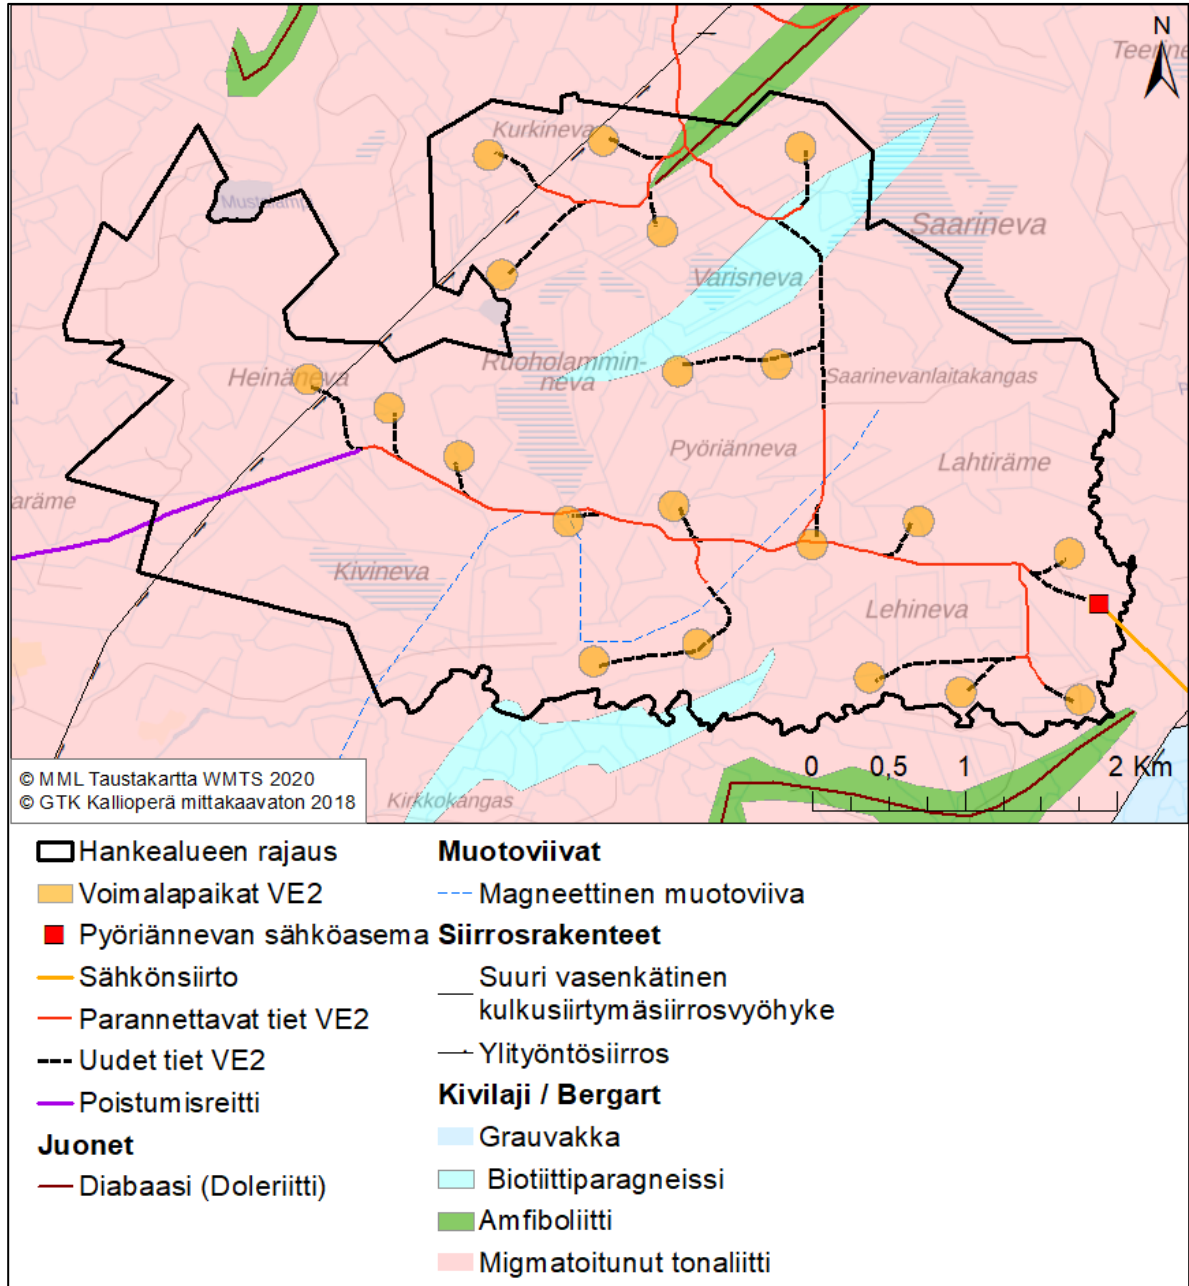 N
Teerine
Kurkineva
Mustalampi
Saarineva
Varisneva
Ruoholammin-
neva
Heinäneva
Saarinevanlaitakangas
Pyöriänneva
Lahtiräme
aräme
Kivineva
Lehineva
Kirkkokangas
0 0,5 1 2 Km
© MML Taustakartta WMTS 2020
© GTK Kallioperä mittakaavaton 2018
Hankealueen rajaus
Voimalapaikat VE2
Pyöriännevan sähköasema
Sähkönsiirto
Parannettavat tiet VE2
Uudet tiet VE2
Poistumisreitti
Juonet
Diabaasi (Doleriitti)
Muotoviivat
Magneettinen muotoviiva
Siirrosrakenteet
Suuri vasenkätinen
kulkusiirtymäsiirrosvyöhyke
Ylityöntösiirros
Kivilaji / Bergart
Grauvakka
Biotiittiparagneissi
Amfiboliitti
Migmatoitunut tonaliitti